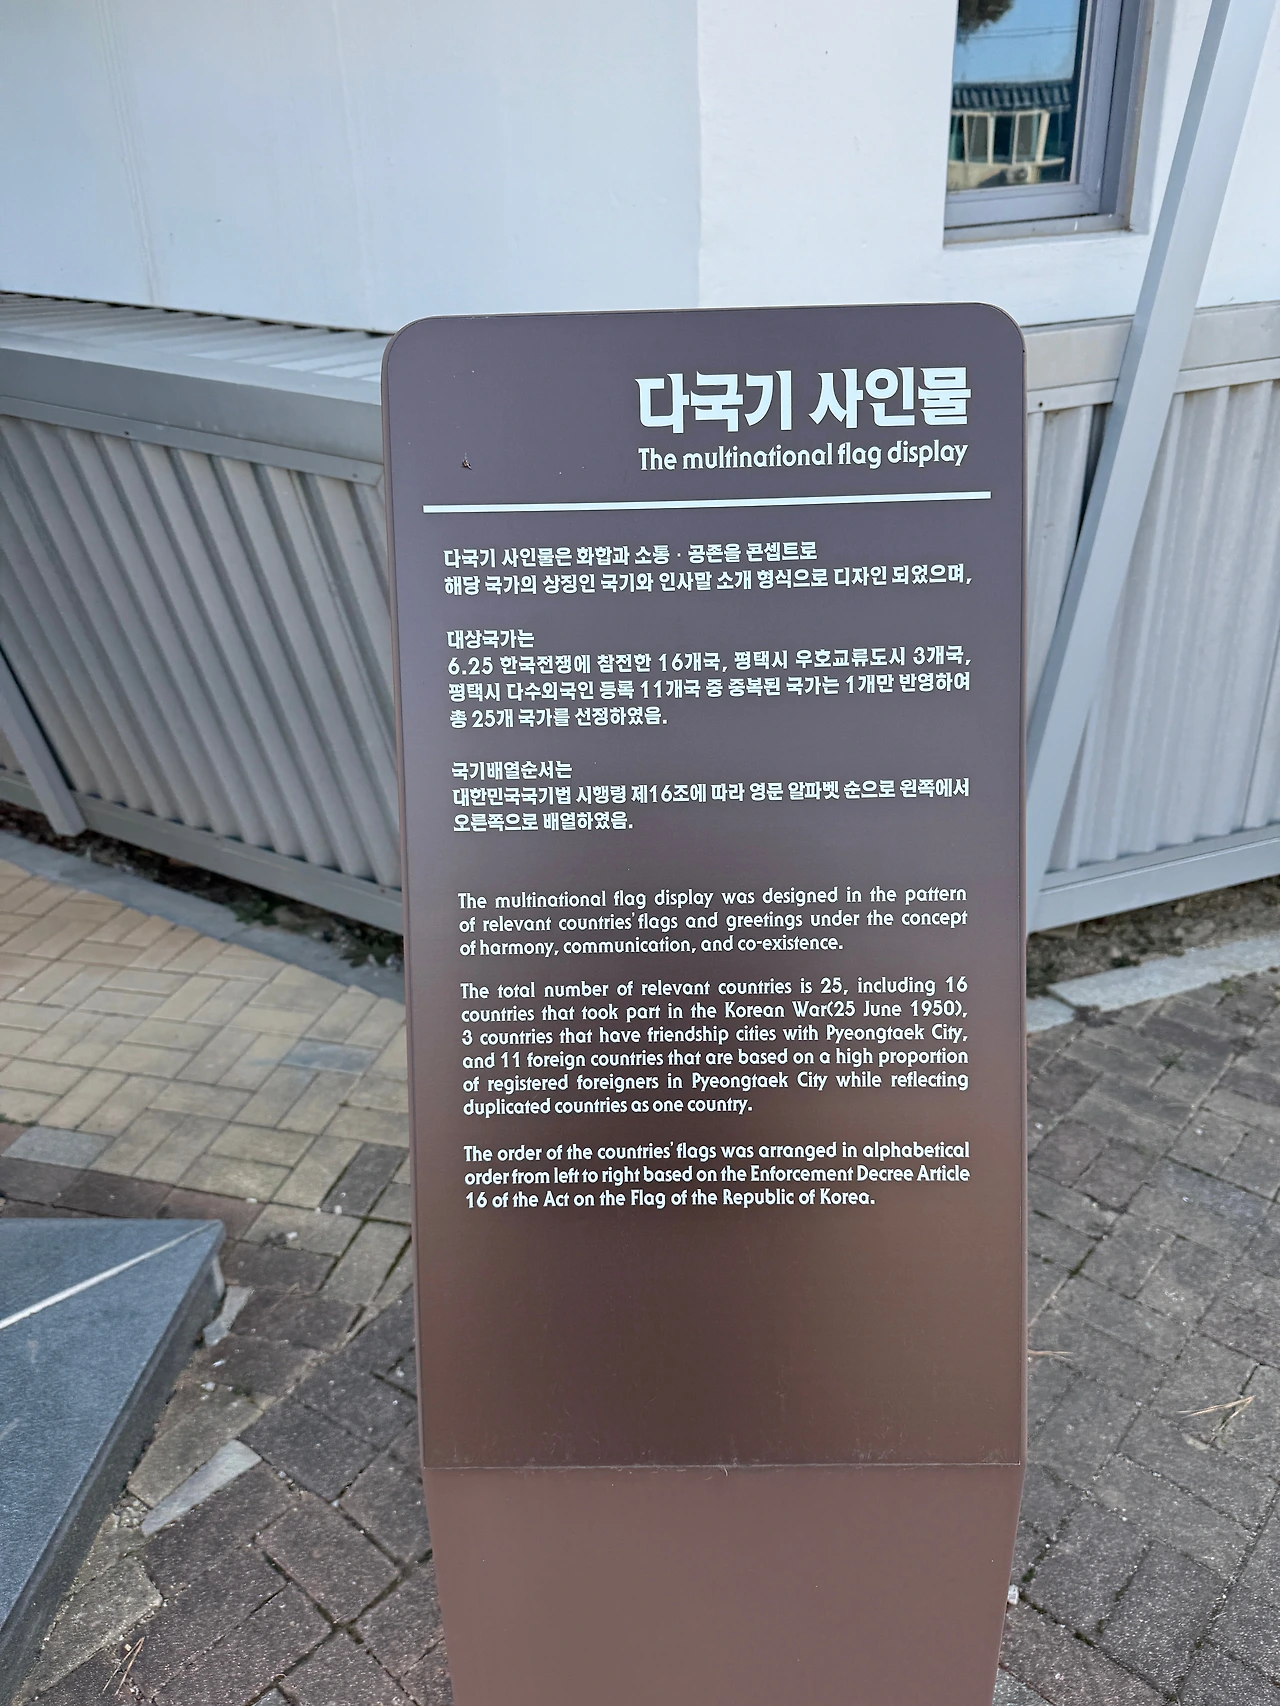 다국기 사인물
The multinational flag display
다국기 사인물은 화합과 소통 · 공존을 콘셉트로
해당 국가의 상징인 국기와 인사말 소개 형식으로 디자인 되었으며,
대상국가는
6.25 한국전쟁에 참전한 16개국, 평택시 우호교류도시 3개국,
평택시 다수외국인 등록 11개국 중 중복된 국가는 1개만 반영하여
총 25개 국가를 선정하였음.
국기배열순서는
대한민국국기법 시행령 제16조에 따라 영문 알파벳 순으로 왼쪽에서
오른쪽으로 배열하였음.
The multinational flag display was designed in the pattern
of relevant countries' flags and greetings under the concept
of harmony, communication, and co-existence.
The total number of relevant countries is 25, including 16
countries that took part in the Korean War(25 June 1950),
3 countries that have friendship cities with Pyeongtaek City,
and 11 foreign countries that are based on a high proportion
of registered foreigners in Pyeongtaek City while reflecting
duplicated countries as one country.
The order of the countries' flags was arranged in alphabetical
order from left to right based on the Enforcement Decree Article
16 of the Act on the Flag of the Republic of Korea.